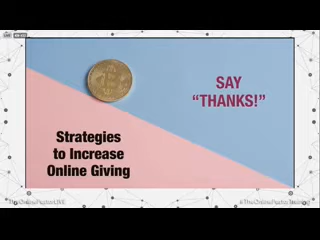 SAY
“THANKS!”
Strategies
to Increase
Online Giving